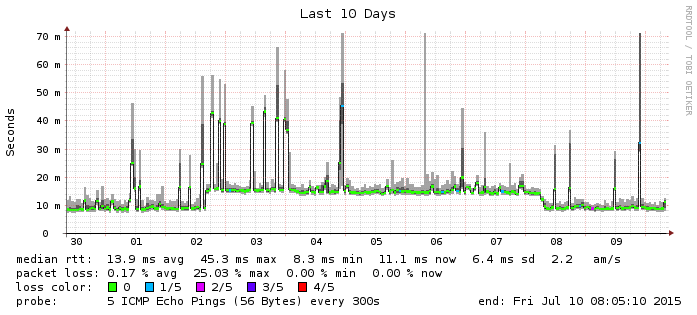 Last 10 Days
RRDTOOL / TOBI OETIKER
Seconds
70 m
60 m
50 m
40 m
30 m
20 m
10 m
0
30 01 02 03 04 05 06 07 08 09
median rtt: 13.9 ms avg 45.3 ms max 8.3 ms min 11.1 ms now 6.4 ms sd 2.2 am/s
packet loss: 0.17 % avg 25.03 % max 0.00 % min 0.00 % now
loss color: 0 1/5 2/5 3/5 4/5
probe: 5 ICMP Echo Pings (56 Bytes) every 300s end: Fri Jul 10 08:05:10 2015